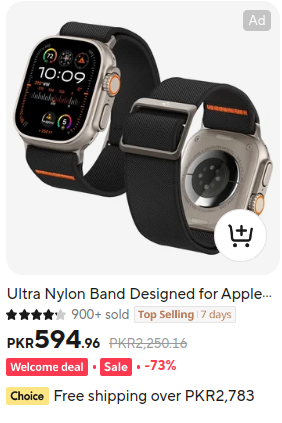 Ad
10:09
Ultra Nylon Band Designed for Apple...
900+ sold Top Selling 7 days
PKR594.96 PKR2,250.16
Welcome deal · Sale · -73%
Choice Free shipping over PKR2,783